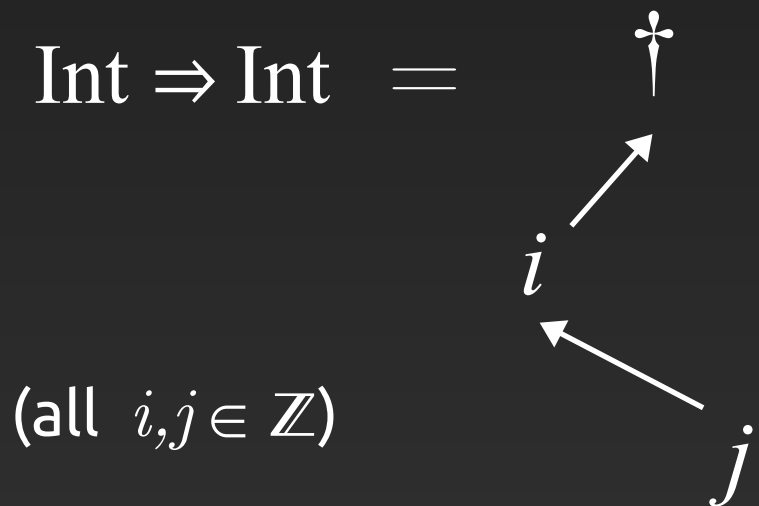 Int ⇒ Int = †
i
(all i,j ∈ ℤ)
j